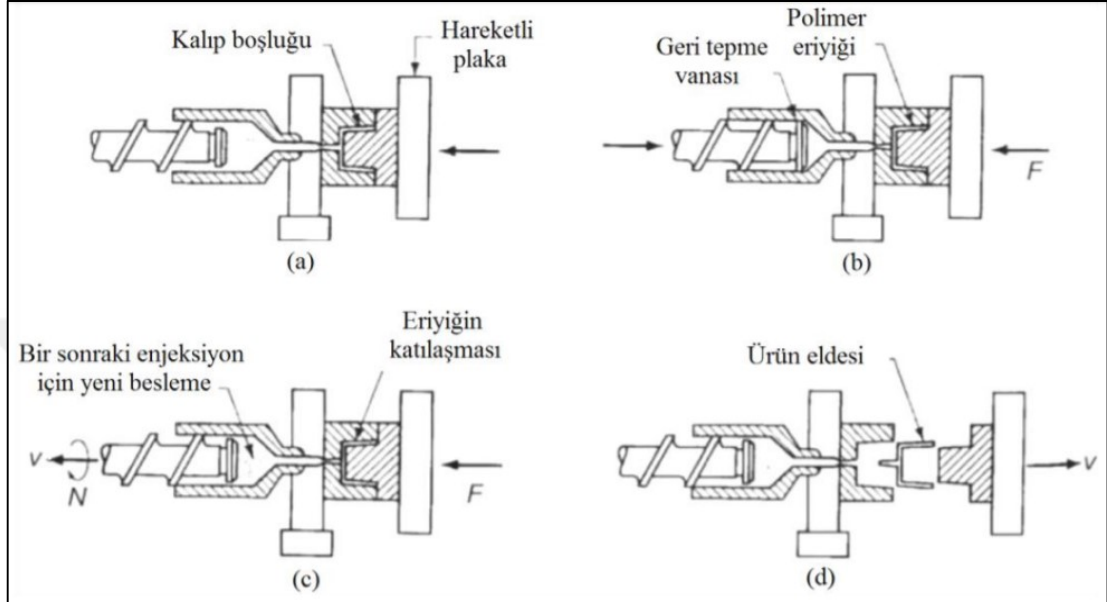 Kalıp boşluğu
Hareketli
plaka
(a)
Polimer
eriyiği
Geri tepme
vanası
F
(b)
Eriyiğin
katılaşması
Bir sonraki enjeksiyon
için yeni besleme
v
N
F
(c)
Ürün eldesi
v
(d)